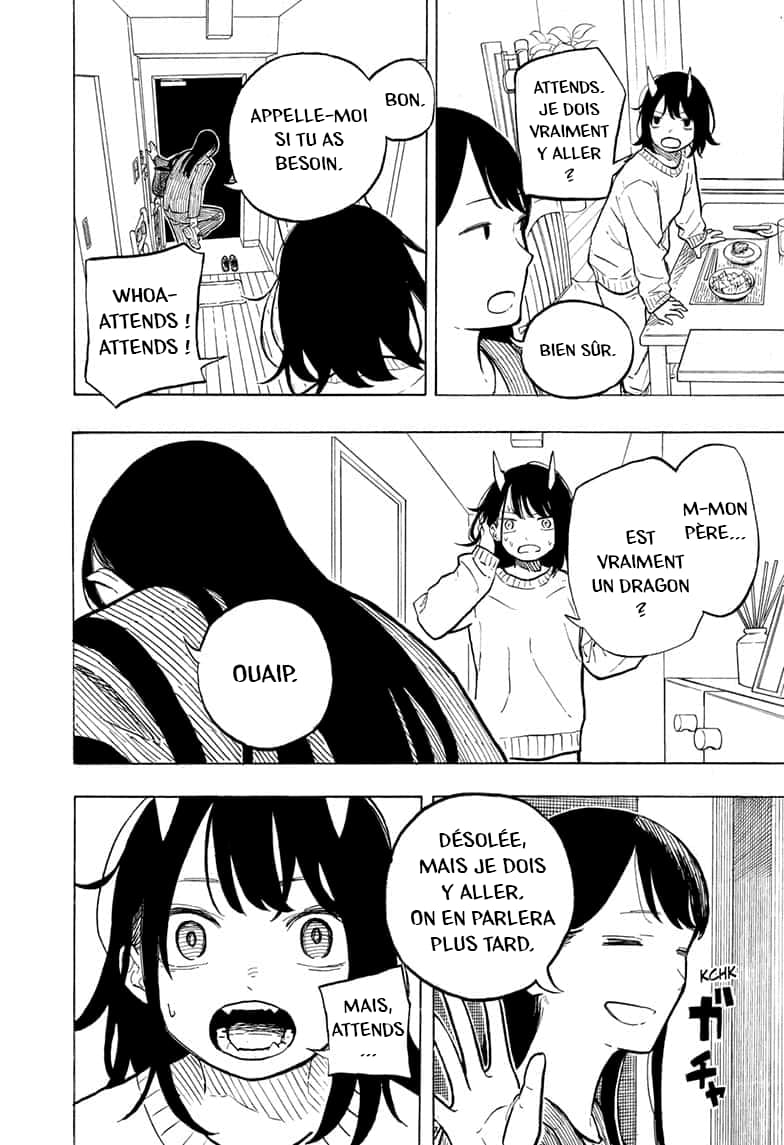 ATTENDS.
JE DOIS
VRAIMENT
Y ALLER
?
BIEN SÛR.
BON.
APPELLE-MOI
SI TU AS
BESOIN.
WHOA-
ATTENDS !
ATTENDS !
M-MON
PÈRE...
EST
VRAIMENT
UN DRAGON
?
OUAIP.
DÉSOLÉE,
MAIS JE DOIS
Y ALLER.
ON EN PARLERA
PLUS TARD.
KCHK
ガチャ
MAIS,
ATTENDS
...